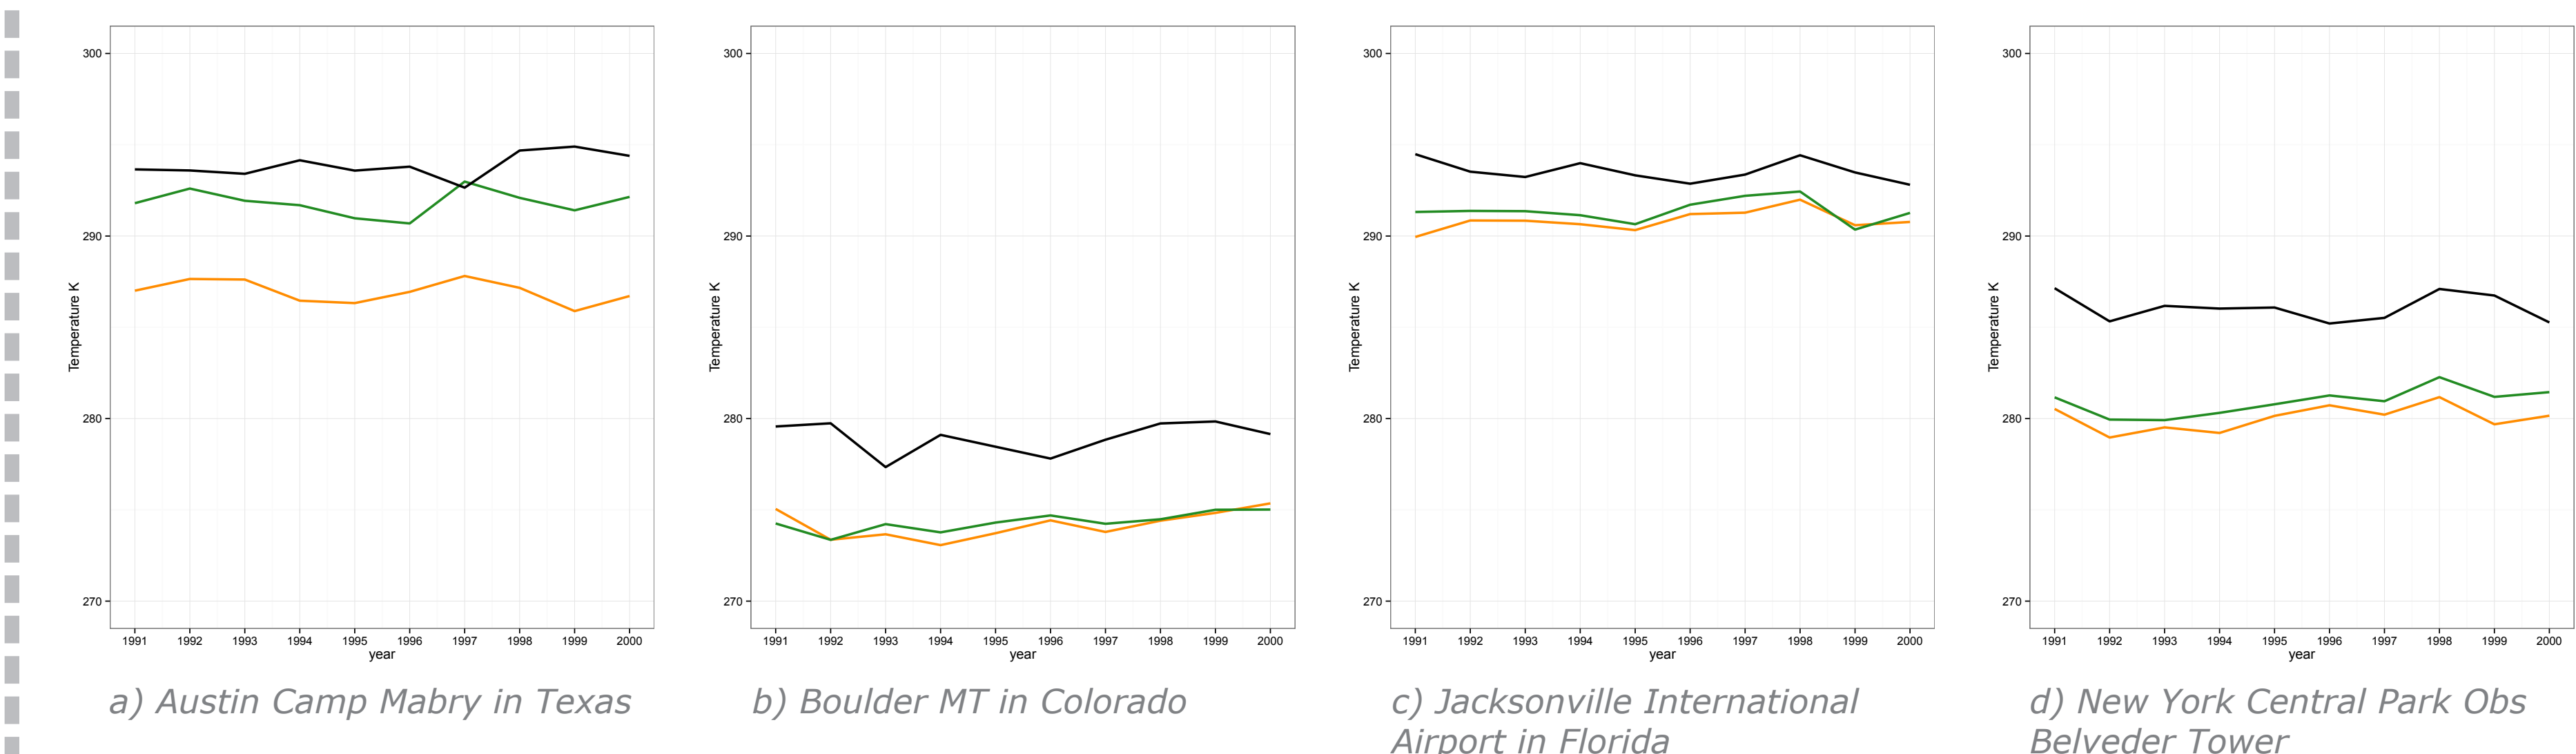 300
290
280
270
Temperature K
1991 1992 1993 1994 1995 1996 1997 1998 1999 2000
year
a) Austin Camp Mabry in Texas
300
290
280
270
Temperature K
1991 1992 1993 1994 1995 1996 1997 1998 1999 2000
year
b) Boulder MT in Colorado
300
290
280
270
Temperature K
1991 1992 1993 1994 1995 1996 1997 1998 1999 2000
year
c) Jacksonville International
Airport in Florida
300
290
280
270
Temperature K
1991 1992 1993 1994 1995 1996 1997 1998 1999 2000
year
d) New York Central Park Obs
Belveder Tower